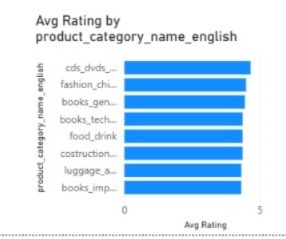 Avg Rating by
product_category_name_english
product_category_name_english
cds_dvds_...
fashion_chi...
books_gen...
books_tech...
food_drink
costruction...
luggage_a...
books_imp...
0
5
Avg Rating